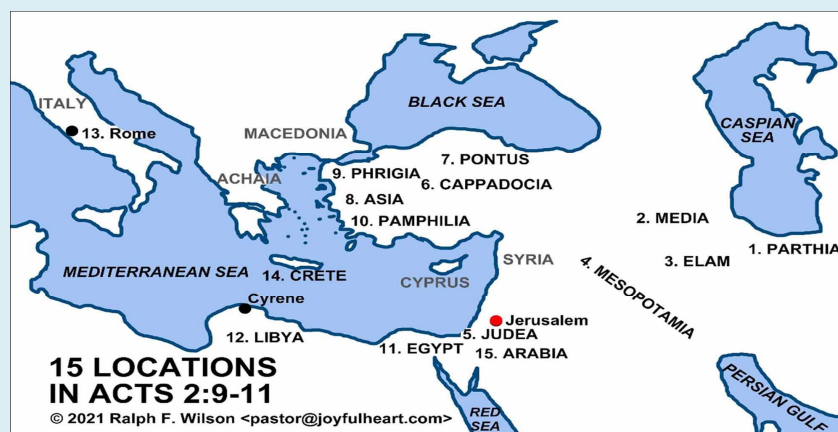 BLACK SEA
CASPIAN
SEA
ITALY
13. Rome
MACEDONIA
7. PONTUS
9. PHRIGIA
6. CAPPADOCIA
ACHAIA
8. ASIA
10. PAMPHILIA
2. MEDIA
1. PARTHIA
3. ELAM
SYRIA
4. MESOPOTAMIA
MEDITERRANEAN SEA
14. CRETE
CYPRUS
Cyrene
Jerusalem
12. LIBYA
5. JUDEA
11. EGYPT
15. ARABIA
15 LOCATIONS
IN ACTS 2:9-11
© 2021 Ralph F. Wilson <pastor@joyfulheart.com>
RED
SEA
PERSIAN GULF